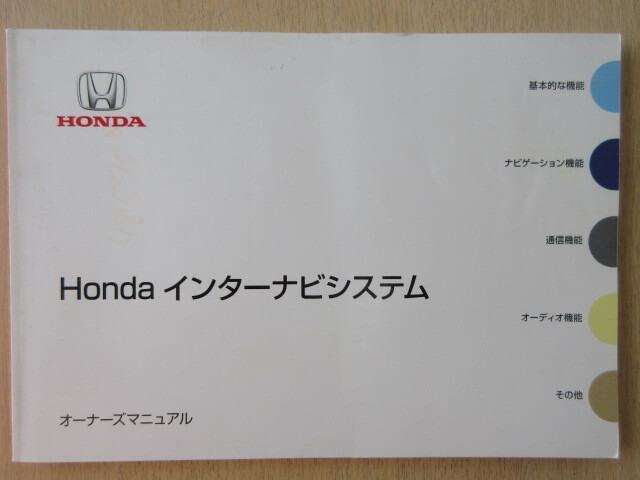 HONDA
基本的な機能
ナビゲーション機能
通信機能
Honda インターナビシステム
オーディオ機能
その他
オーナーズマニュアル